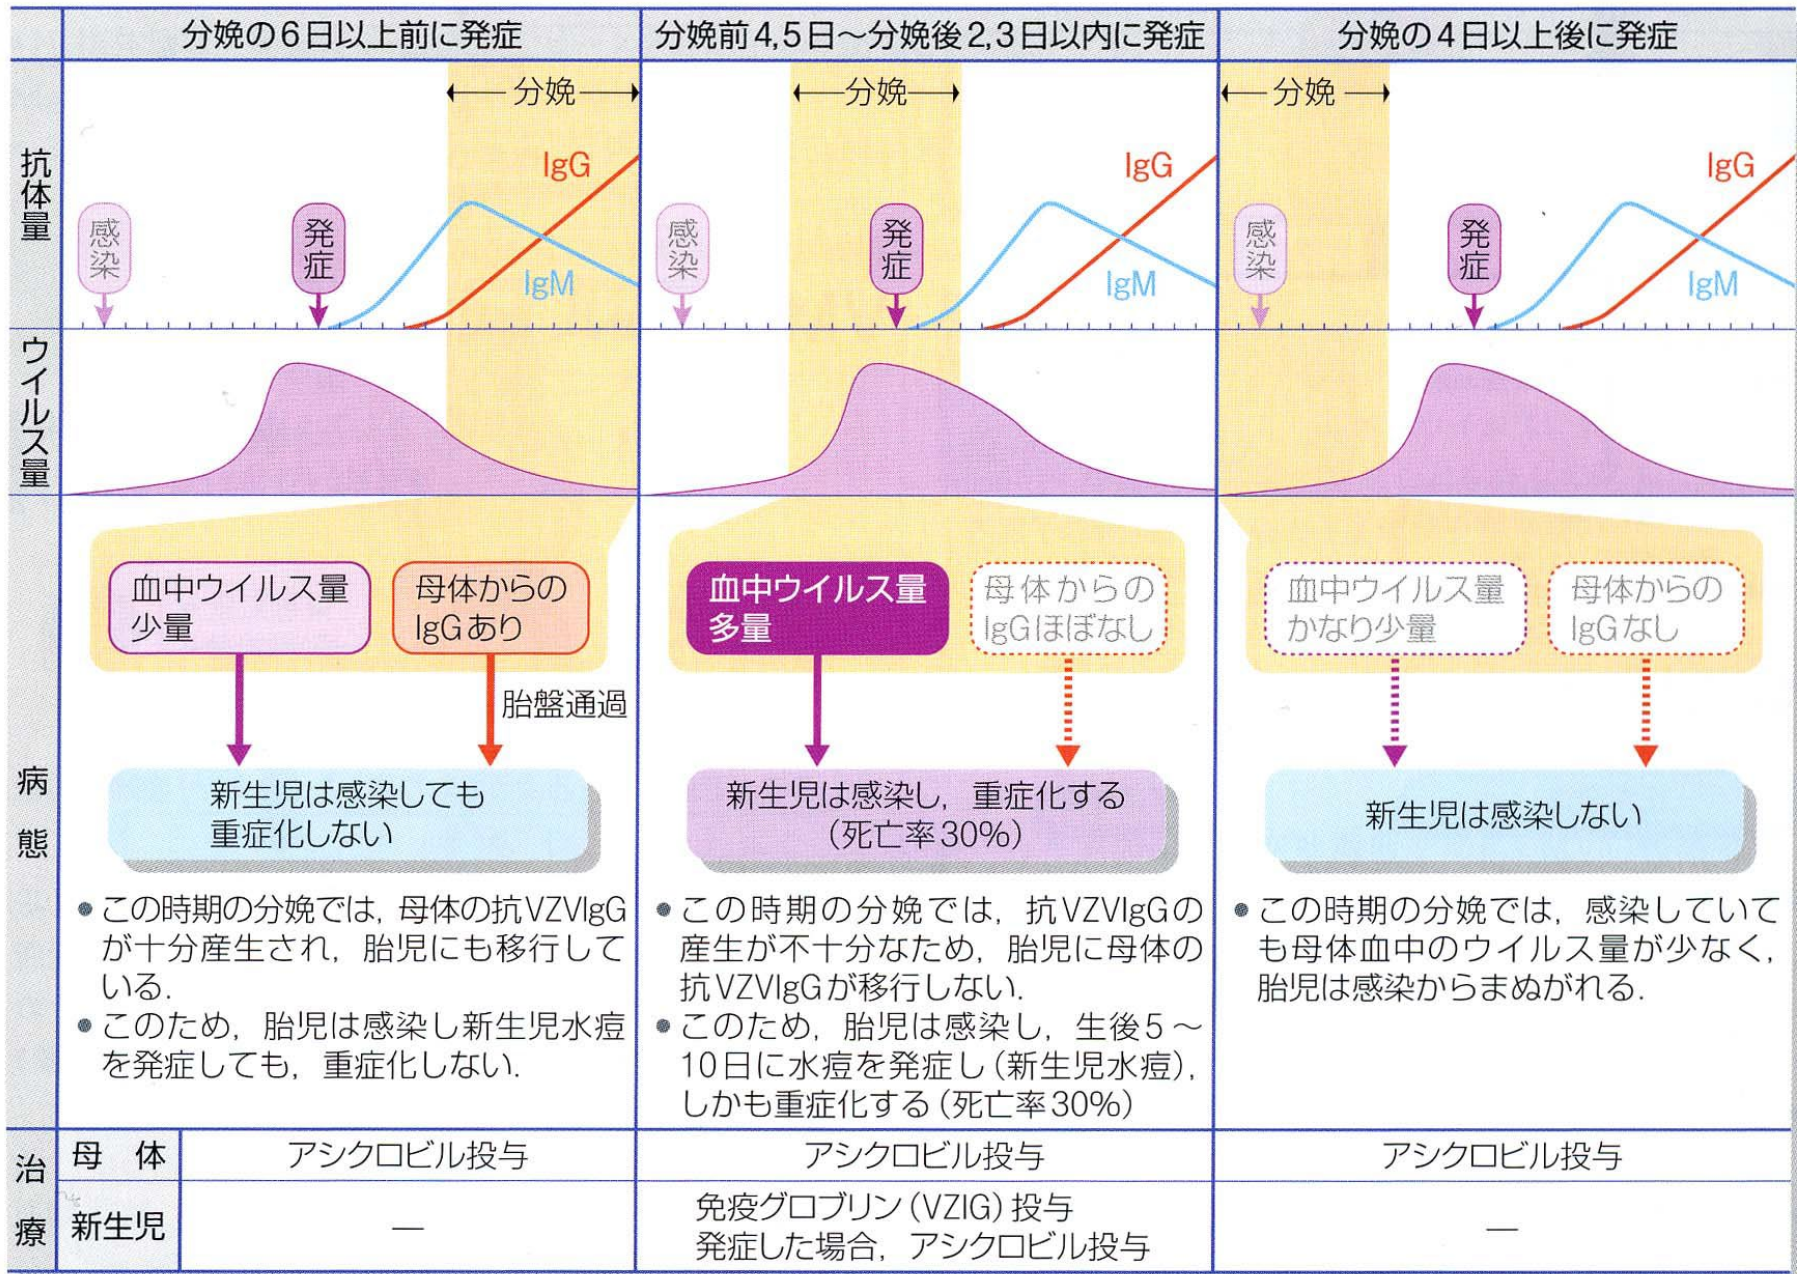 分娩の6日以上前に発症
分娩前4,5日～分娩後2,3日以内に発症
分娩の4日以上後に発症
抗体量
分娩
IgG
感染
発症
IgM
分娩
IgG
感染
発症
IgM
分娩
IgG
感染
発症
IgM
ウイルス量
病態
血中ウイルス量
少量
母体からの
IgGあり
胎盤通過
新生児は感染しても
重症化しない
● この時期の分娩では, 母体の抗VZVIgG
が十分産生され, 胎児にも移行して
いる.
● このため, 胎児は感染し新生児水痘
を発症しても, 重症化しない.
血中ウイルス量
多量
母体からの
IgGほぼなし
新生児は感染し, 重症化する
(死亡率30%)
● この時期の分娩では, 抗VZVIgGの
産生が不十分なため, 胎児に母体の
抗VZVIgGが移行しない.
● このため, 胎児は感染し, 生後5～
10日に水痘を発症し(新生児水痘),
しかも重症化する(死亡率30%)
血中ウイルス量
かなり少量
母体からの
IgGなし
新生児は感染しない
● この時期の分娩では, 感染していて
も母体血中のウイルス量が少なく,
胎児は感染からまぬがれる.
治療
母体
アシクロビル投与
アシクロビル投与
アシクロビル投与
新生児
—
免疫グロブリン(VZIG)投与
発症した場合, アシクロビル投与
—